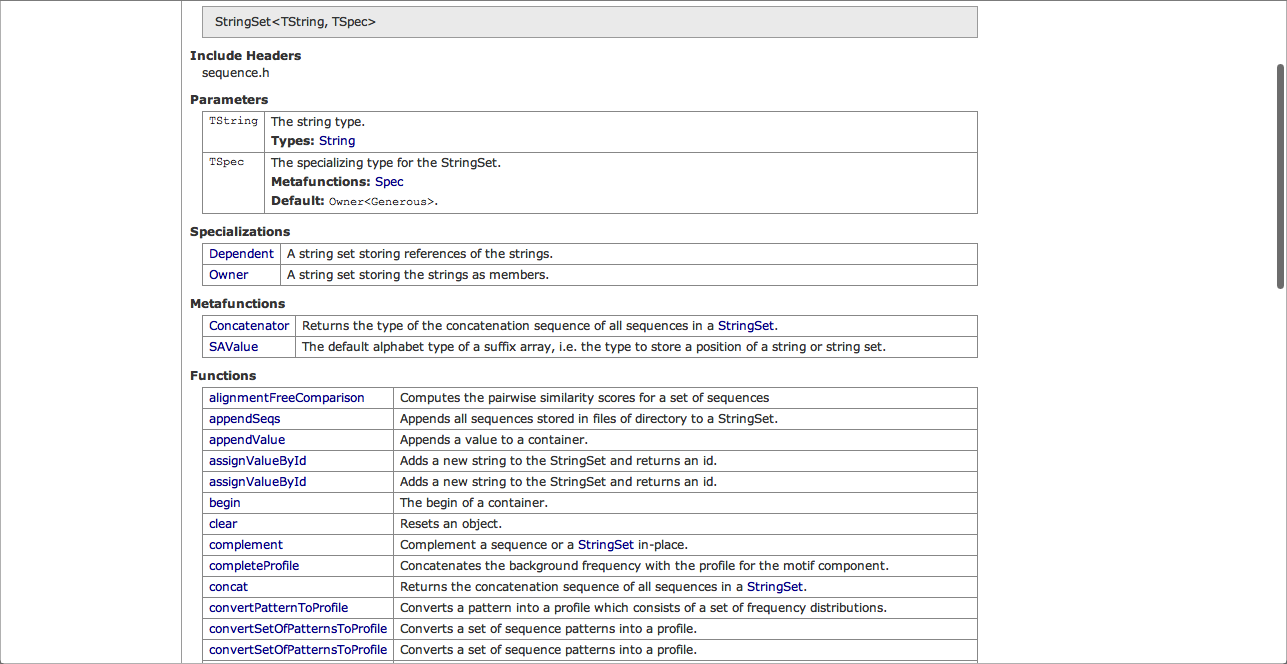 StringSet<TString, TSpec>
Include Headers
sequence.h
Parameters
TString The string type.
Types: String
TSpec The specializing type for the StringSet.
Metafunctions: Spec
Default: Owner<Generous>.
Specializations
Dependent A string set storing references of the strings.
Owner A string set storing the strings as members.
Metafunctions
Concatenator Returns the type of the concatenation sequence of all sequences in a StringSet.
SAValue The default alphabet type of a suffix array, i.e. the type to store a position of a string or string set.
Functions
alignmentFreeComparison Computes the pairwise similarity scores for a set of sequences
appendSeqs Appends all sequences stored in files of directory to a StringSet.
appendValue Appends a value to a container.
assignValueById Adds a new string to the StringSet and returns an id.
assignValueById Adds a new string to the StringSet and returns an id.
begin The begin of a container.
clear Resets an object.
complement Complement a sequence or a StringSet in-place.
completeProfile Concatenates the background frequency with the profile for the motif component.
concat Returns the concatenation sequence of all sequences in a StringSet.
convertPatternToProfile Converts a pattern into a profile which consists of a set of frequency distributions.
convertSetOfPatternsToProfile Converts a set of sequence patterns into a profile.
convertSetOfPatternsToProfile Converts a set of sequence patterns into a profile.